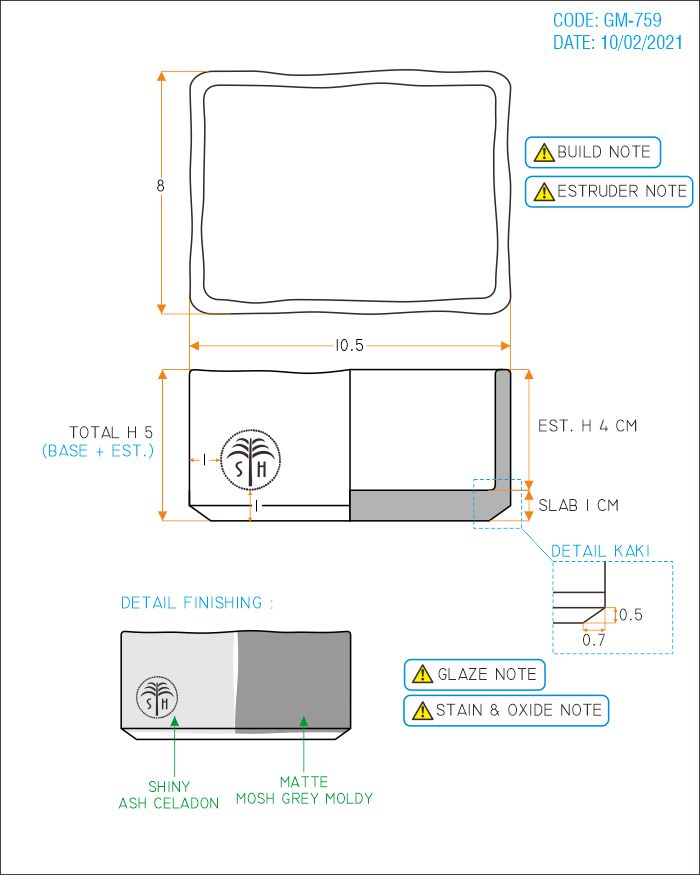 CODE: GM-759
DATE: 10/02/2021
8
BUILD NOTE
ESTRUDER NOTE
10.5
TOTAL H 5
(BASE + EST.)
EST. H 4 CM
1
S H
1
SLAB 1 CM
DETAIL KAKI
0.5
0.7
DETAIL FINISHING :
S H
GLAZE NOTE
STAIN & OXIDE NOTE
SHINY
ASH CELADON
MATTE
MOSH GREY MOLDY